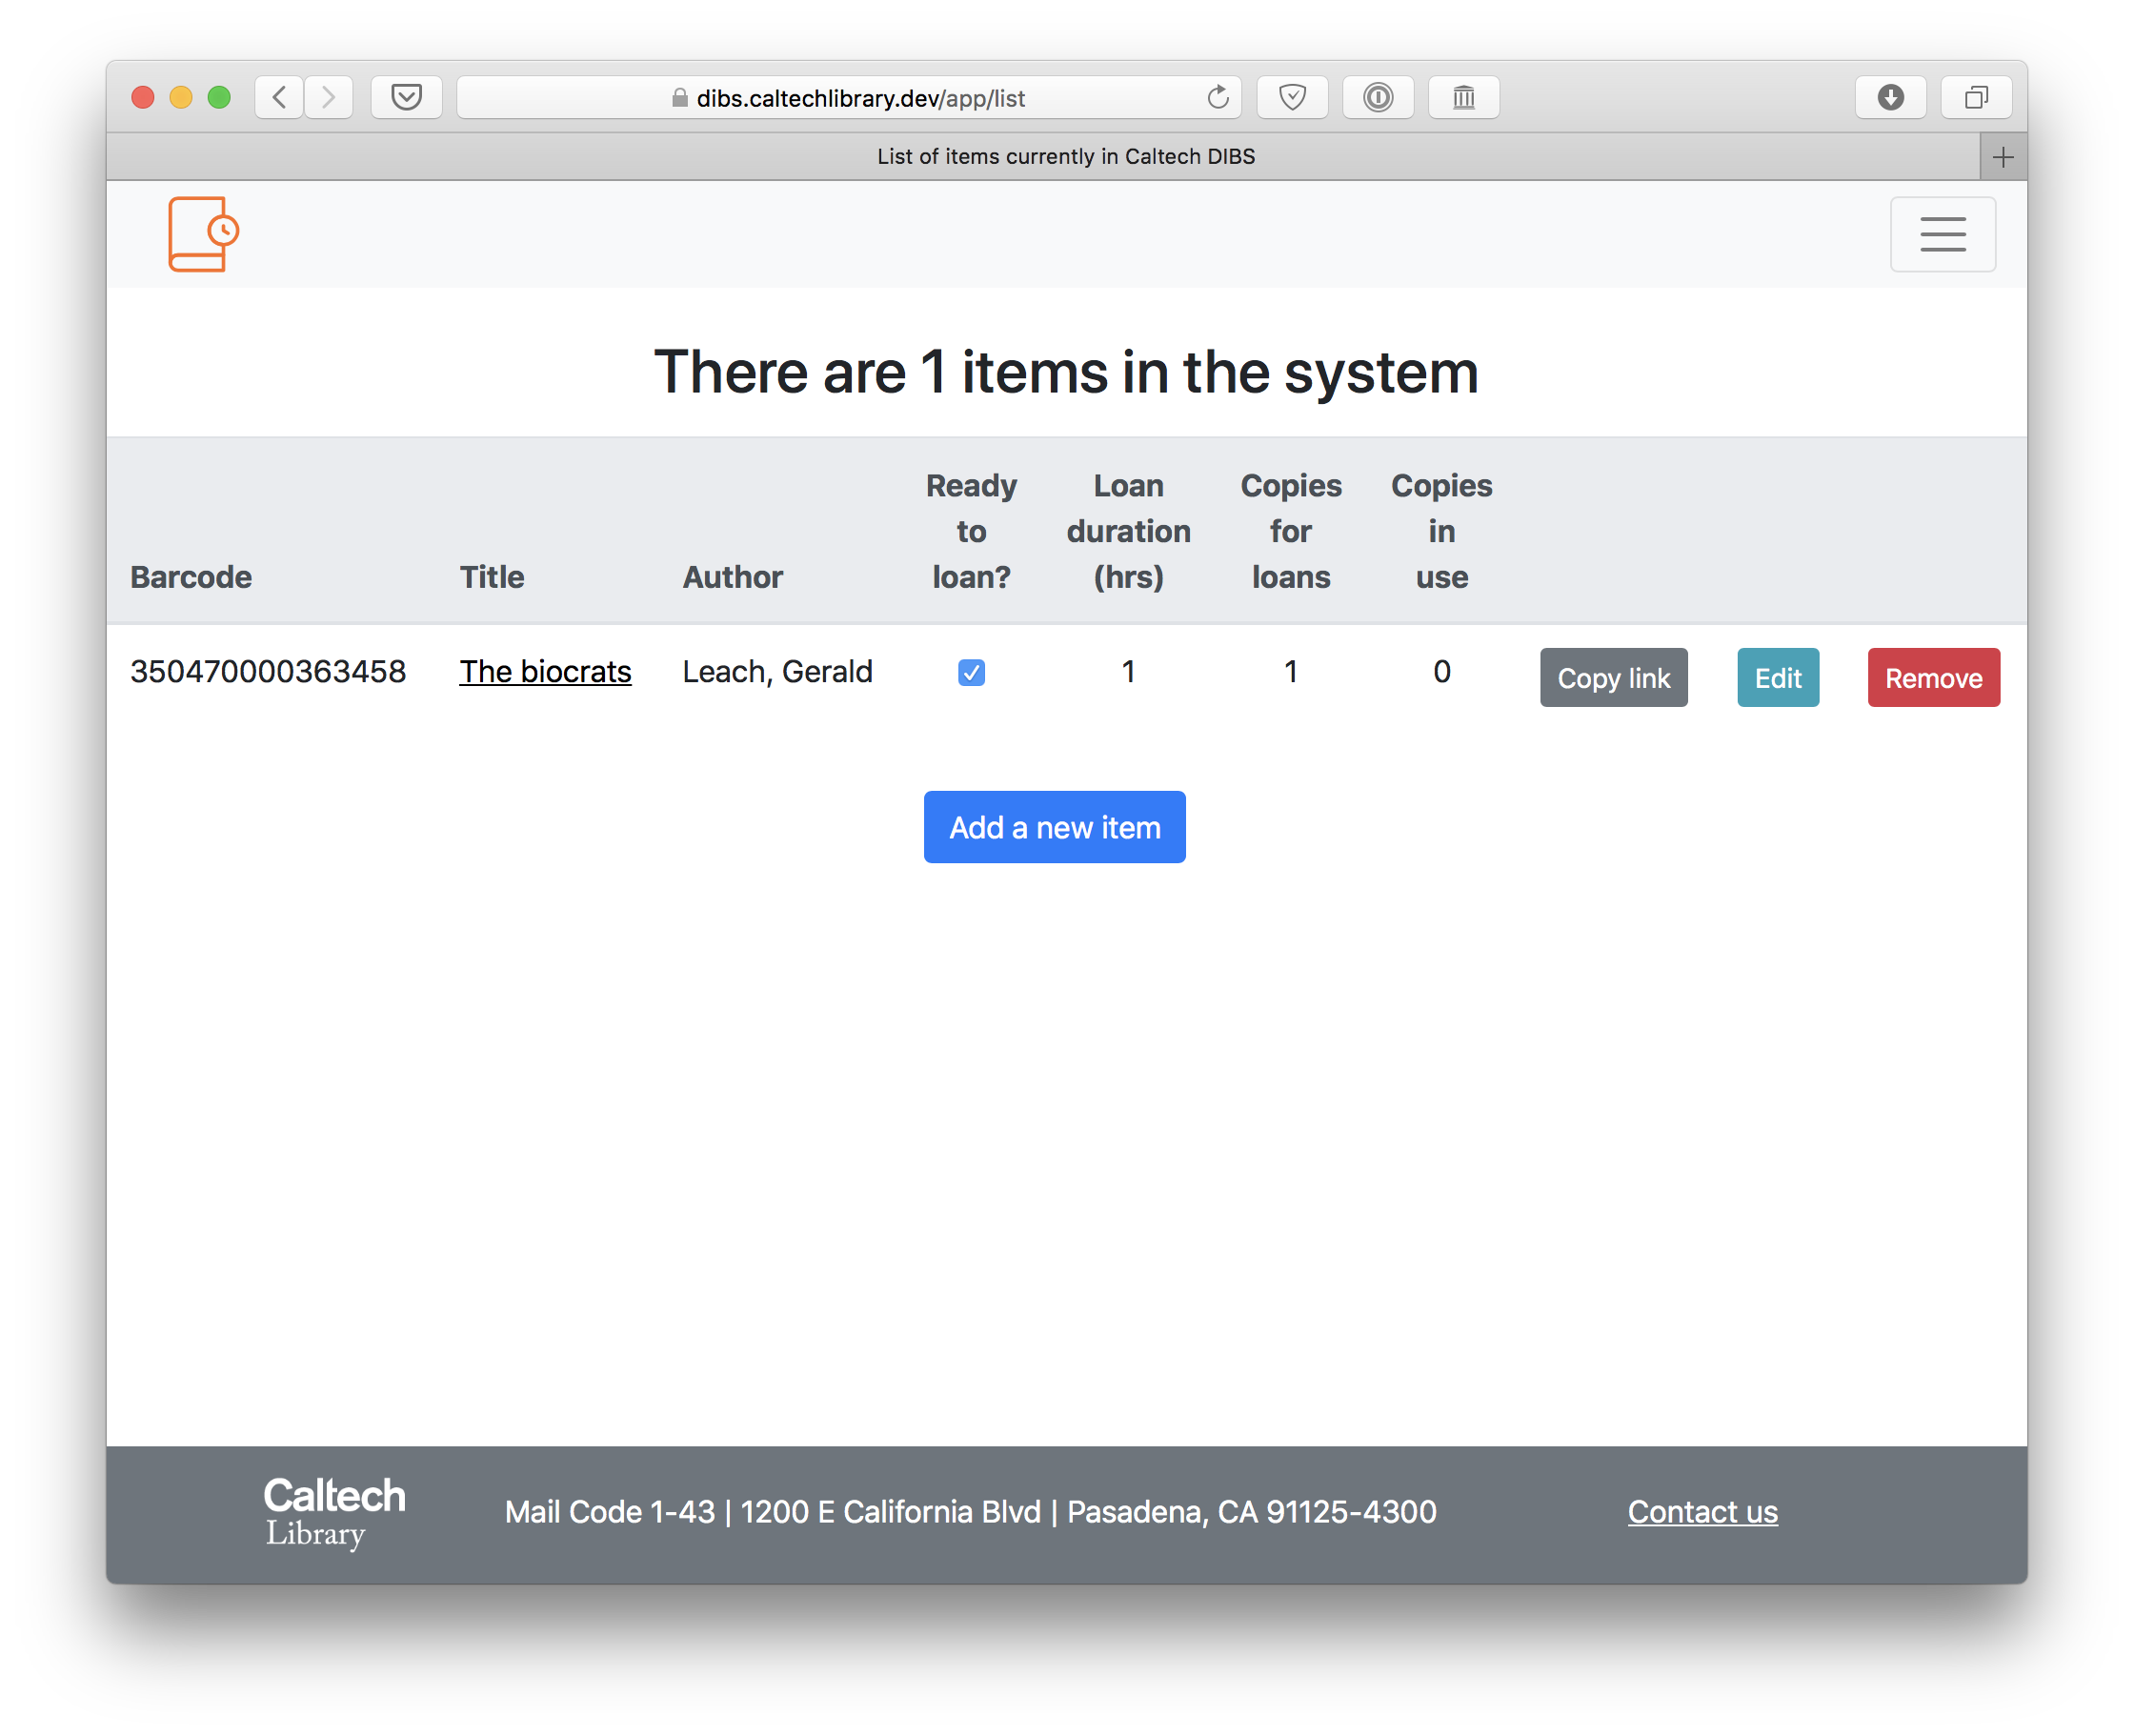 dibs.caltechlibrary.dev/app/list
List of items currently in Caltech DIBS
There are 1 items in the system
Barcode Title Author Ready to loan? Loan duration (hrs) Copies for loans Copies in use
350470000363458 The biocrats Leach, Gerald 1 1 0 Copy link Edit Remove
Add a new item
Caltech Library Mail Code 1-43 | 1200 E California Blvd | Pasadena, CA 91125-4300 Contact us